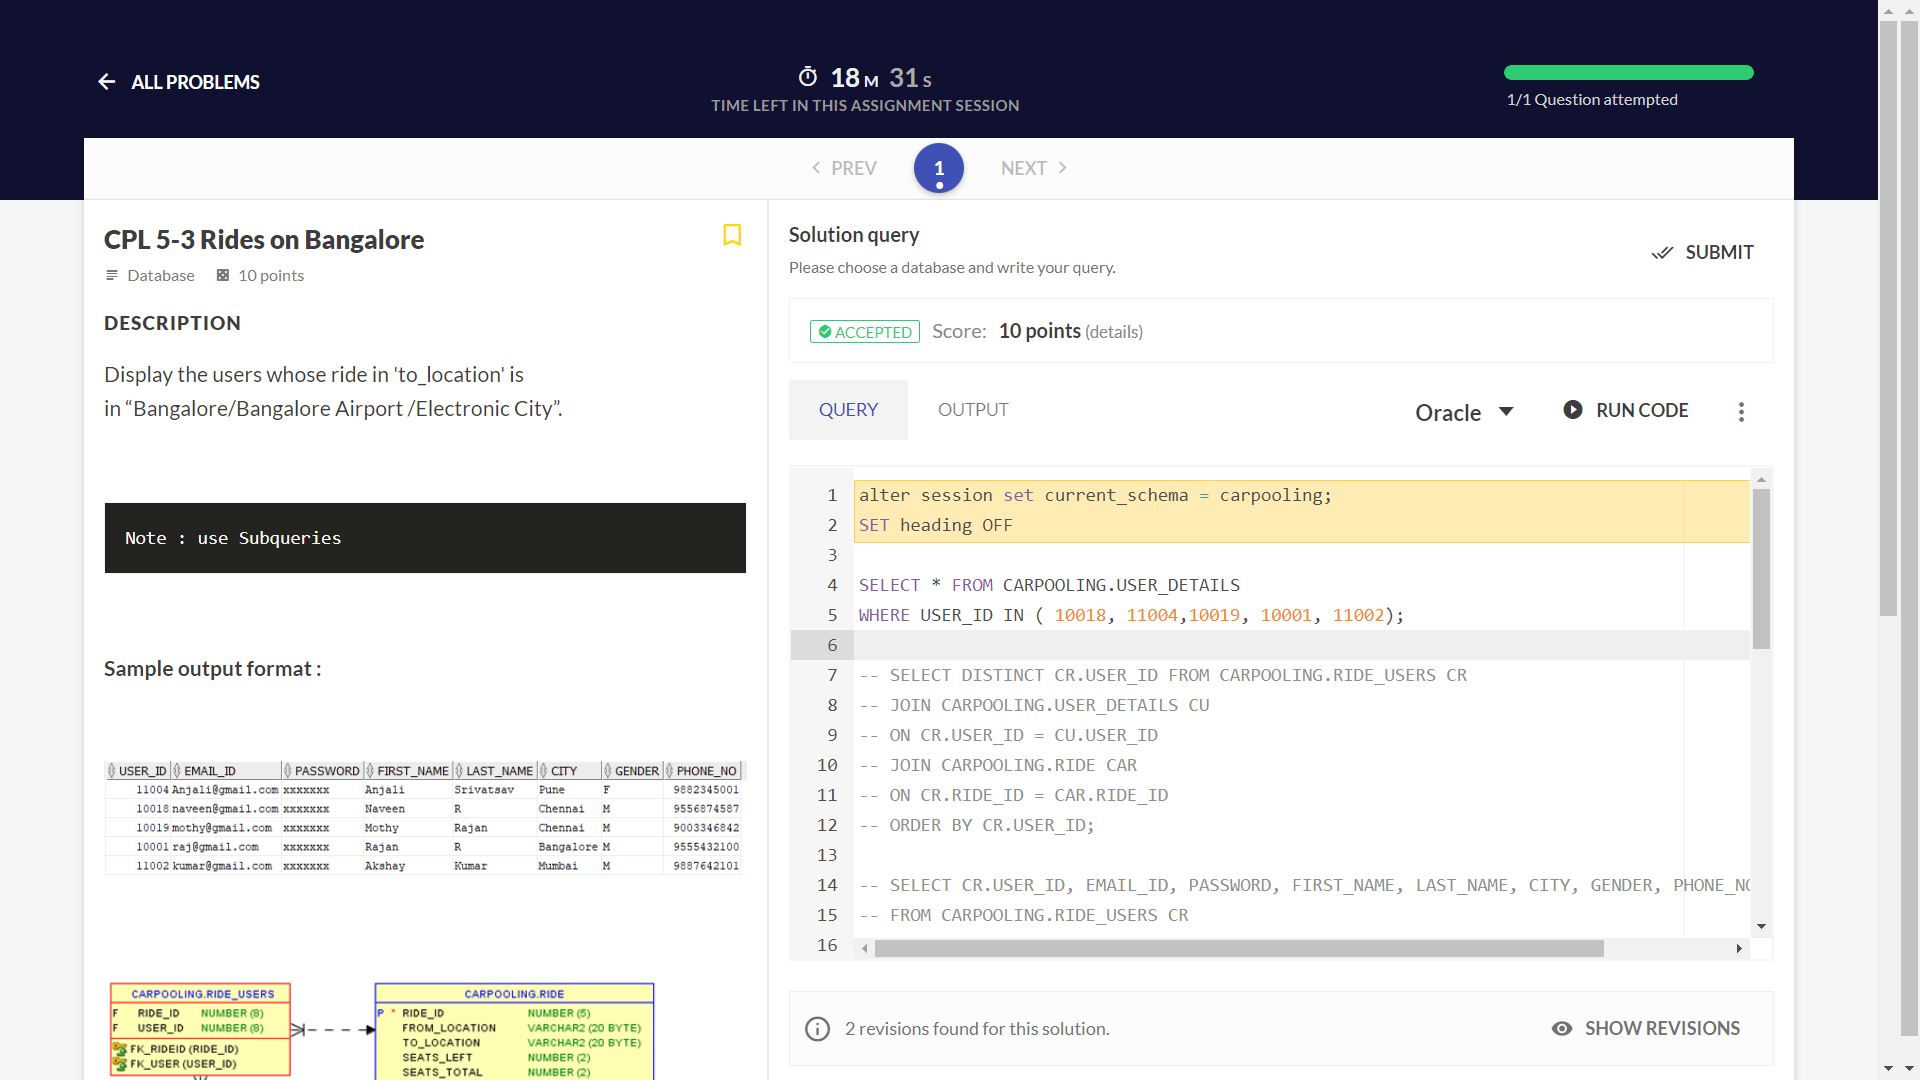 ALL PROBLEMS
18 M 31 S
TIME LEFT IN THIS ASSIGNMENT SESSION
1/1 Question attempted
PREV
1
NEXT
CPL 5-3 Rides on Bangalore
Database 10 points
DESCRIPTION
Display the users whose ride in 'to_location' is
in “Bangalore/Bangalore Airport /Electronic City”.
Note : use Subqueries
Sample output format :
USER_ID EMAIL_ID PASSWORD FIRST_NAME LAST_NAME CITY GENDER PHONE_NO
11004 Anjali@gmail.com xxxxxxx Anjali Srivatsav Pune F 9882345001
10018 naveen@gmail.com xxxxxxx Naveen R Chennai M 9556874587
10019 mothy@gmail.com xxxxxxx Mothy Rajan Chennai M 9003346842
10001 raj@gmail.com xxxxxxx Rajan R Bangalore M 9555432100
11002 kumar@gmail.com xxxxxxx Akshay Kumar Mumbai M 9887642101
CARPOOLING.RIDE_USERS
F RIDE_ID NUMBER (8)
F USER_ID NUMBER (8)
FK_RIDEID (RIDE_ID)
FK_USER (USER_ID)
CARPOOLING.RIDE
P * RIDE_ID NUMBER (5)
FROM_LOCATION VARCHAR2 (20 BYTE)
TO_LOCATION VARCHAR2 (20 BYTE)
SEATS_LEFT NUMBER (2)
SEATS_TOTAL NUMBER (2)
Solution query
Please choose a database and write your query.
SUBMIT
ACCEPTED Score: 10 points (details)
QUERY OUTPUT Oracle RUN CODE
1 alter session set current_schema = carpooling;
2 SET heading OFF
3
4 SELECT * FROM CARPOOLING.USER_DETAILS
5 WHERE USER_ID IN ( 10018, 11004,10019, 10001, 11002);
6
7 -- SELECT DISTINCT CR.USER_ID FROM CARPOOLING.RIDE_USERS CR
8 -- JOIN CARPOOLING.USER_DETAILS CU
9 -- ON CR.USER_ID = CU.USER_ID
10 -- JOIN CARPOOLING.RIDE CAR
11 -- ON CR.RIDE_ID = CAR.RIDE_ID
12 -- ORDER BY CR.USER_ID;
13
14 -- SELECT CR.USER_ID, EMAIL_ID, PASSWORD, FIRST_NAME, LAST_NAME, CITY, GENDER, PHONE_NO
15 -- FROM CARPOOLING.RIDE_USERS CR
16
2 revisions found for this solution.
SHOW REVISIONS